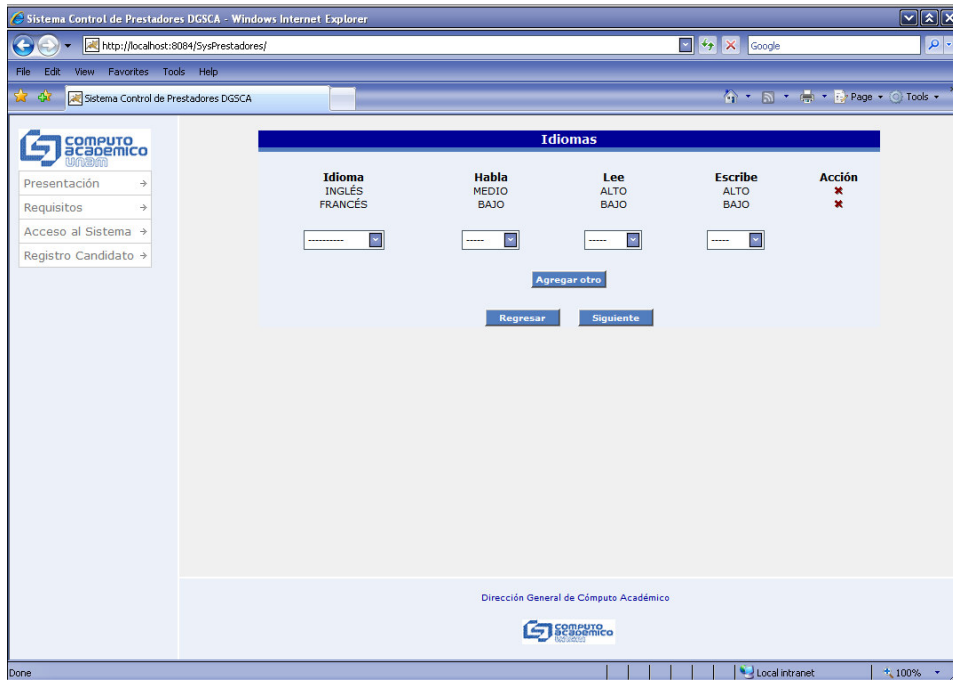 Sistema Control de Prestadores DGSCA - Windows Internet Explorer
http://localhost:8084/SysPrestadores/
Google
File Edit View Favorites Tools Help
Sistema Control de Prestadores DGSCA
Page
Tools
COMPUTO
academico
UNAM
Presentación
Requisitos
Acceso al Sistema
Registro Candidato
Idiomas
Idioma Habla Lee Escribe Acción
INGLÉS MEDIO ALTO ALTO
FRANCÉS BAJO BAJO BAJO
---------- ----- ----- -----
Agregar otro
Regresar Siguiente
Dirección General de Cómputo Académico
COMPUTO
academico
Done Local intranet 100%